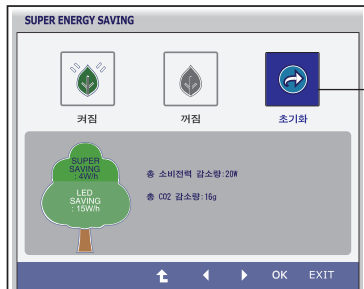 SUPER ENERGY SAVING
켜짐
꺼짐
초기화
SUPER
SAVING
: 4W/h
LED
SAVING
: 15W/h
총 소비전력 감소량:20W
총 CO2 감소량:16g
OK
EXIT